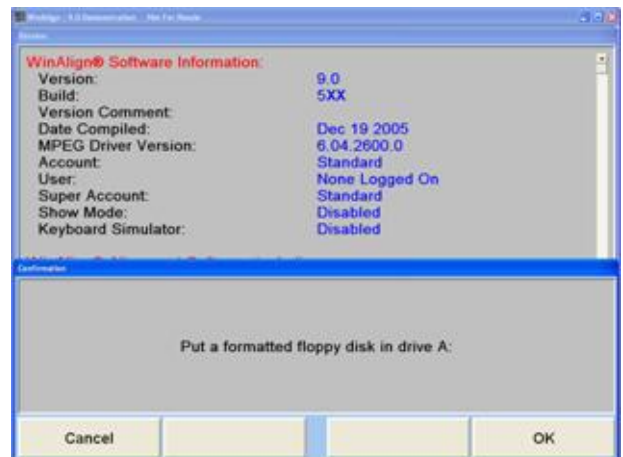 WinAlign® Software Information:
Version: 9.0
Build: 5XX
Version Comment:
Date Compiled: Dec 19 2005
MPEG Driver Version: 6.04.2600.0
Account: Standard
User: None Logged On
Super Account: Standard
Show Mode: Disabled
Keyboard Simulator: Disabled
Confirmation
Put a formatted floppy disk in drive A:
Cancel OK